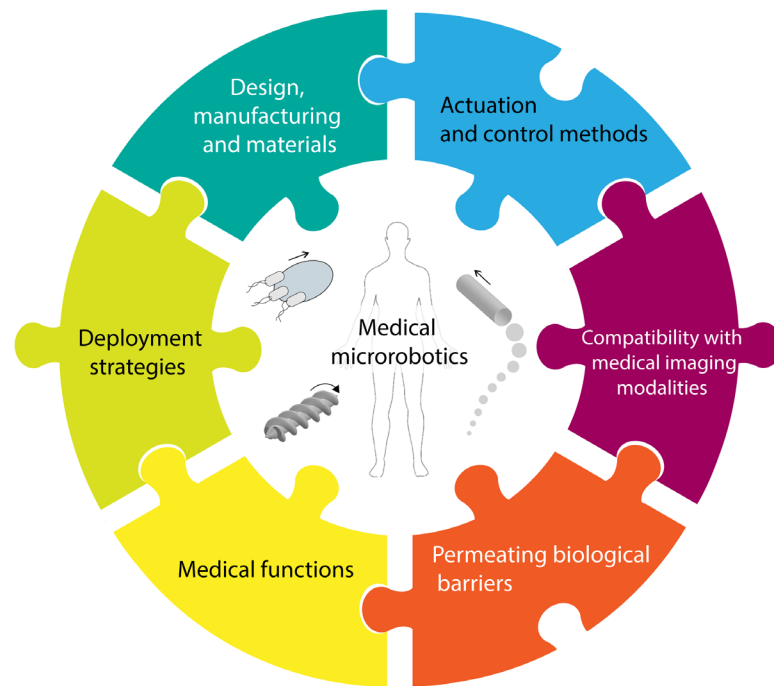 Design,
manufacturing
and materials
Actuation
and control methods
Deployment
strategies
Medical
microrobotics
Compatibility with
medical imaging
modalities
Medical functions
Permeating biological
barriers